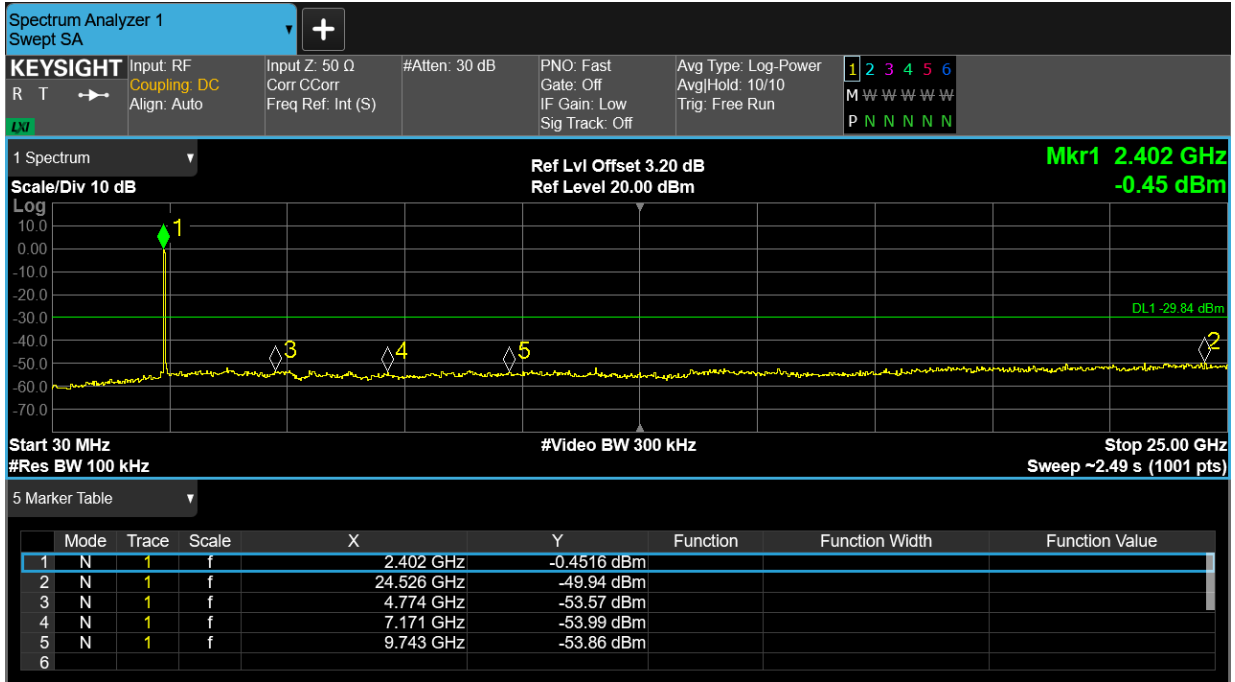 Spectrum Analyzer 1
Swept SA
KEYSIGHT
R T
LXI
Input: RF
Coupling: DC
Align: Auto
Input Z: 50 Ω
Corr CCorr
Freq Ref: Int (S)
#Atten: 30 dB
PNO: Fast
Gate: Off
IF Gain: Low
Sig Track: Off
Avg Type: Log-Power
Avg|Hold: 10/10
Trig: Free Run
1 2 3 4 5 6
M W W W W W
P N N N N N
1 Spectrum
Scale/Div 10 dB
Ref Lvl Offset 3.20 dB
Ref Level 20.00 dBm
Mkr1 2.402 GHz
-0.45 dBm
Log
10.0
0.00
-10.0
-20.0
-30.0
-40.0
-50.0
-60.0
-70.0
1
DL1 -29.84 dBm
3
4
5
2
Start 30 MHz
#Video BW 300 kHz
Stop 25.00 GHz
#Res BW 100 kHz
Sweep ~2.49 s (1001 pts)
5 Marker Table
Mode Trace Scale X Y Function Function Width Function Value
1 N 1 f 2.402 GHz -0.4516 dBm
2 N 1 f 24.526 GHz -49.94 dBm
3 N 1 f 4.774 GHz -53.57 dBm
4 N 1 f 7.171 GHz -53.99 dBm
5 N 1 f 9.743 GHz -53.86 dBm
6